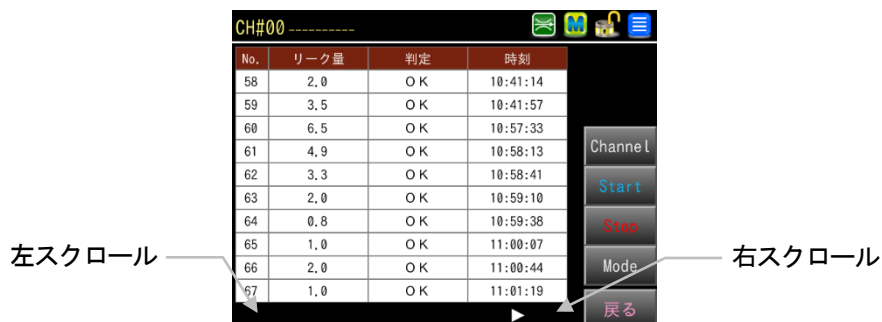 CH#00 ----------
M
No. リーク量 判定 時刻
58 2.0 OK 10:41:14
59 3.5 OK 10:41:57
60 6.5 OK 10:57:33
61 4.9 OK 10:58:13
62 3.3 OK 10:58:41
63 2.0 OK 10:59:10
64 0.8 OK 10:59:38
65 1.0 OK 11:00:07
66 2.0 OK 11:00:44
67 1.0 OK 11:01:19
Channel
Start
Stop
Mode
戻る
左スクロール
右スクロール